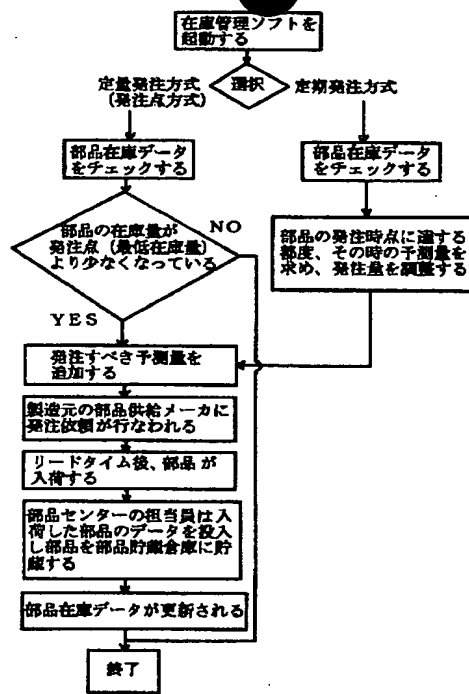 在庫管理ソフトを
起動する
選択
定量発注方式
(発注点方式)
定期発注方式
部品在庫データ
をチェックする
部品在庫データ
をチェックする
部品の在庫量が
発注点(最低在庫量)
より少なくなっている
NO
YES
部品の発注時点に達する
都度、その時の予測量を
求め、発注量を調整する
発注すべき予測量を
追加する
製造元の部品供給メーカに
発注依頼が行なわれる
リードタイム後、部品が
入荷する
部品センターの担当員は入
荷した部品のデータを投入
し部品を部品貯蔵倉庫に貯
蔵する
部品在庫データが更新される
終了